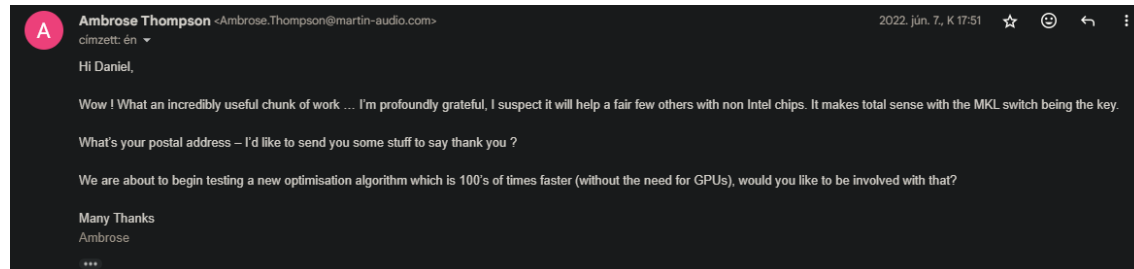 A
Ambrose Thompson <Ambrose.Thompson@martin-audio.com>
2022. jún. 7., K 17:51
címzett: én
Hi Daniel,
Wow ! What an incredibly useful chunk of work … I'm profoundly grateful, I suspect it will help a fair few others with non Intel chips. It makes total sense with the MKL switch being the key.
What's your postal address – I'd like to send you some stuff to say thank you ?
We are about to begin testing a new optimisation algorithm which is 100's of times faster (without the need for GPUs), would you like to be involved with that?
Many Thanks
Ambrose